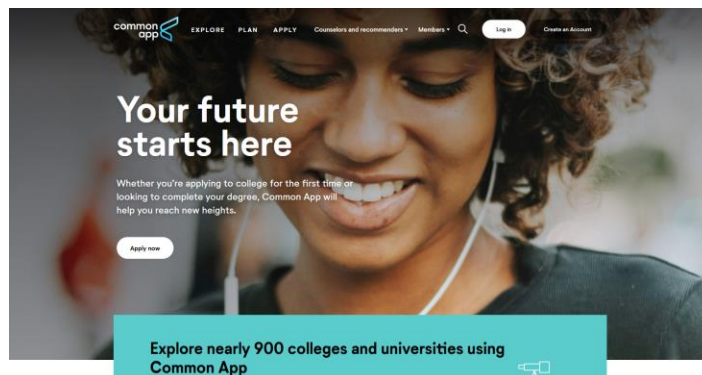 common app
EXPLORE PLAN APPLY Counselors and recommenders Members Log in Create an Account
Your future
starts here
Whether you're applying to college for the first time or
looking to complete your degree, Common App will
help you reach new heights.
Apply now
Explore nearly 900 colleges and universities using
Common App